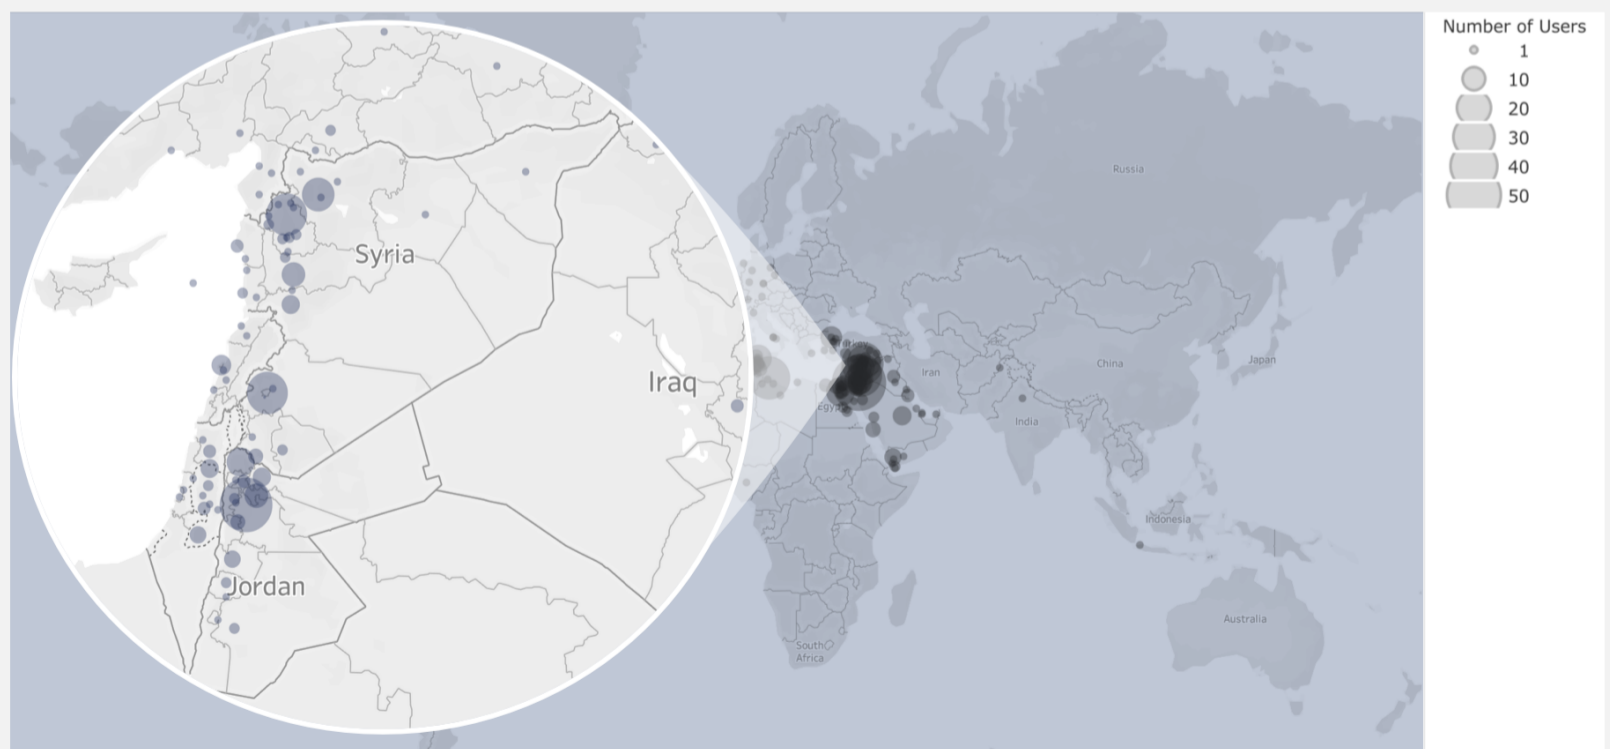 Number of Users
1
10
20
30
40
50
Russia
Syria
China
Japan
Iraq
Iran
India
Indonesia
Jordan
Australia
South
Africa